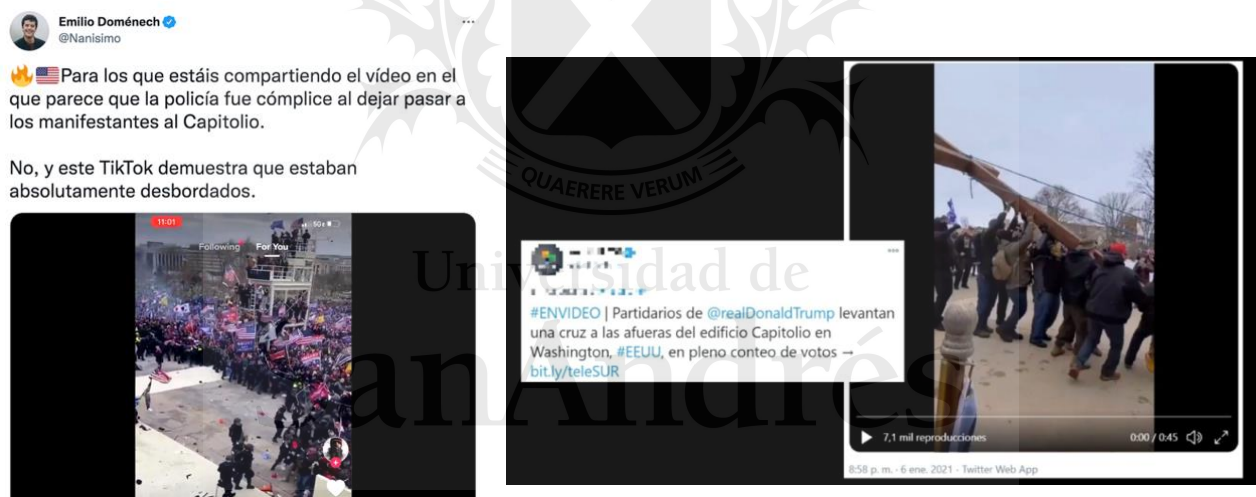 Emilio Doménech
@Nanisimo
🔥🇺🇸Para los que estáis compartiendo el vídeo en el
que parece que la policía fue cómplice al dejar pasar a
los manifestantes al Capitolio.
No, y este TikTok demuestra que estaban
absolutamente desbordados.
11:01
5G
Following For You
QUAERERE VERUM
Universidad de
SanAndrés
#ENVIDEO | Partidarios de @realDonaldTrump levantan
una cruz a las afueras del edificio Capitolio en
Washington, #EEUU, en pleno conteo de votos →
bit.ly/teleSUR
7,1 mil reproducciones
0:00 / 0:45
8:58 p. m. · 6 ene. 2021 · Twitter Web App